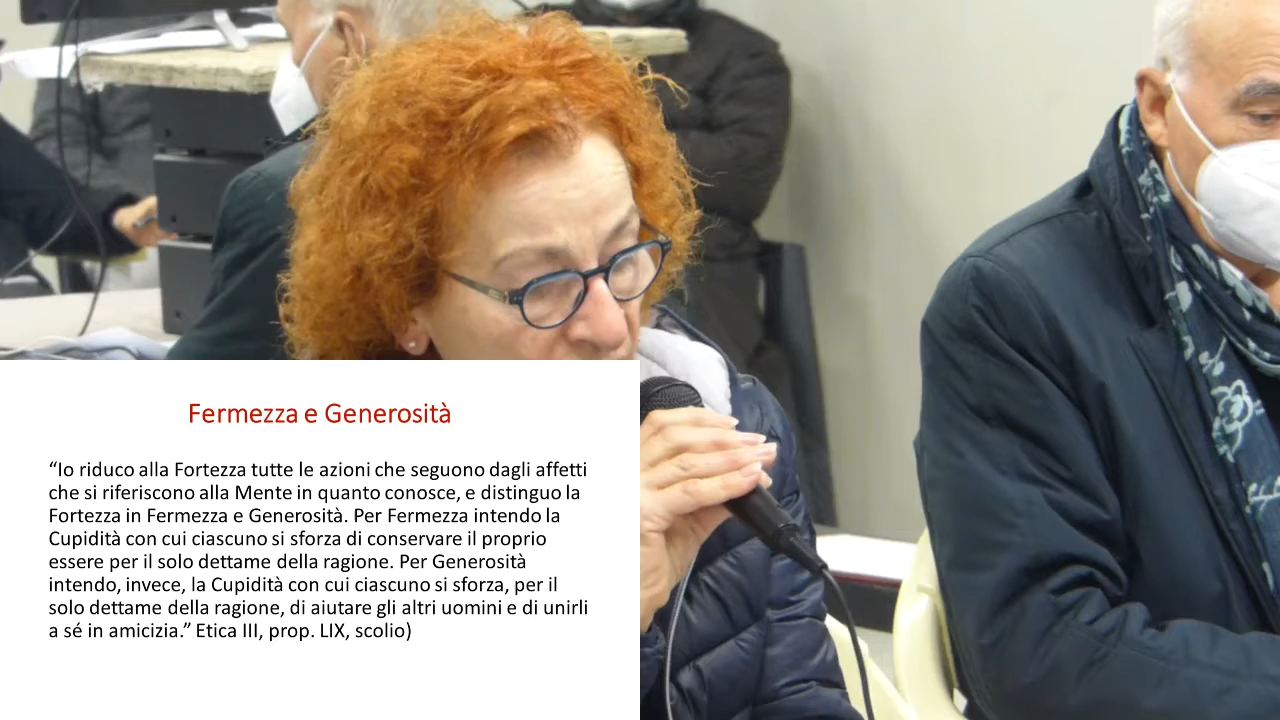 Fermezza e Generosità
“Io riduco alla Fortezza tutte le azioni che seguono dagli affetti
che si riferiscono alla Mente in quanto conosce, e distinguo la
Fortezza in Fermezza e Generosità. Per Fermezza intendo la
Cupidità con cui ciascuno si sforza di conservare il proprio
essere per il solo dettame della ragione. Per Generosità
intendo, invece, la Cupidità con cui ciascuno si sforza, per il
solo dettame della ragione, di aiutare gli altri uomini e di unirli
a sé in amicizia.” Etica III, prop. LIX, scolio)